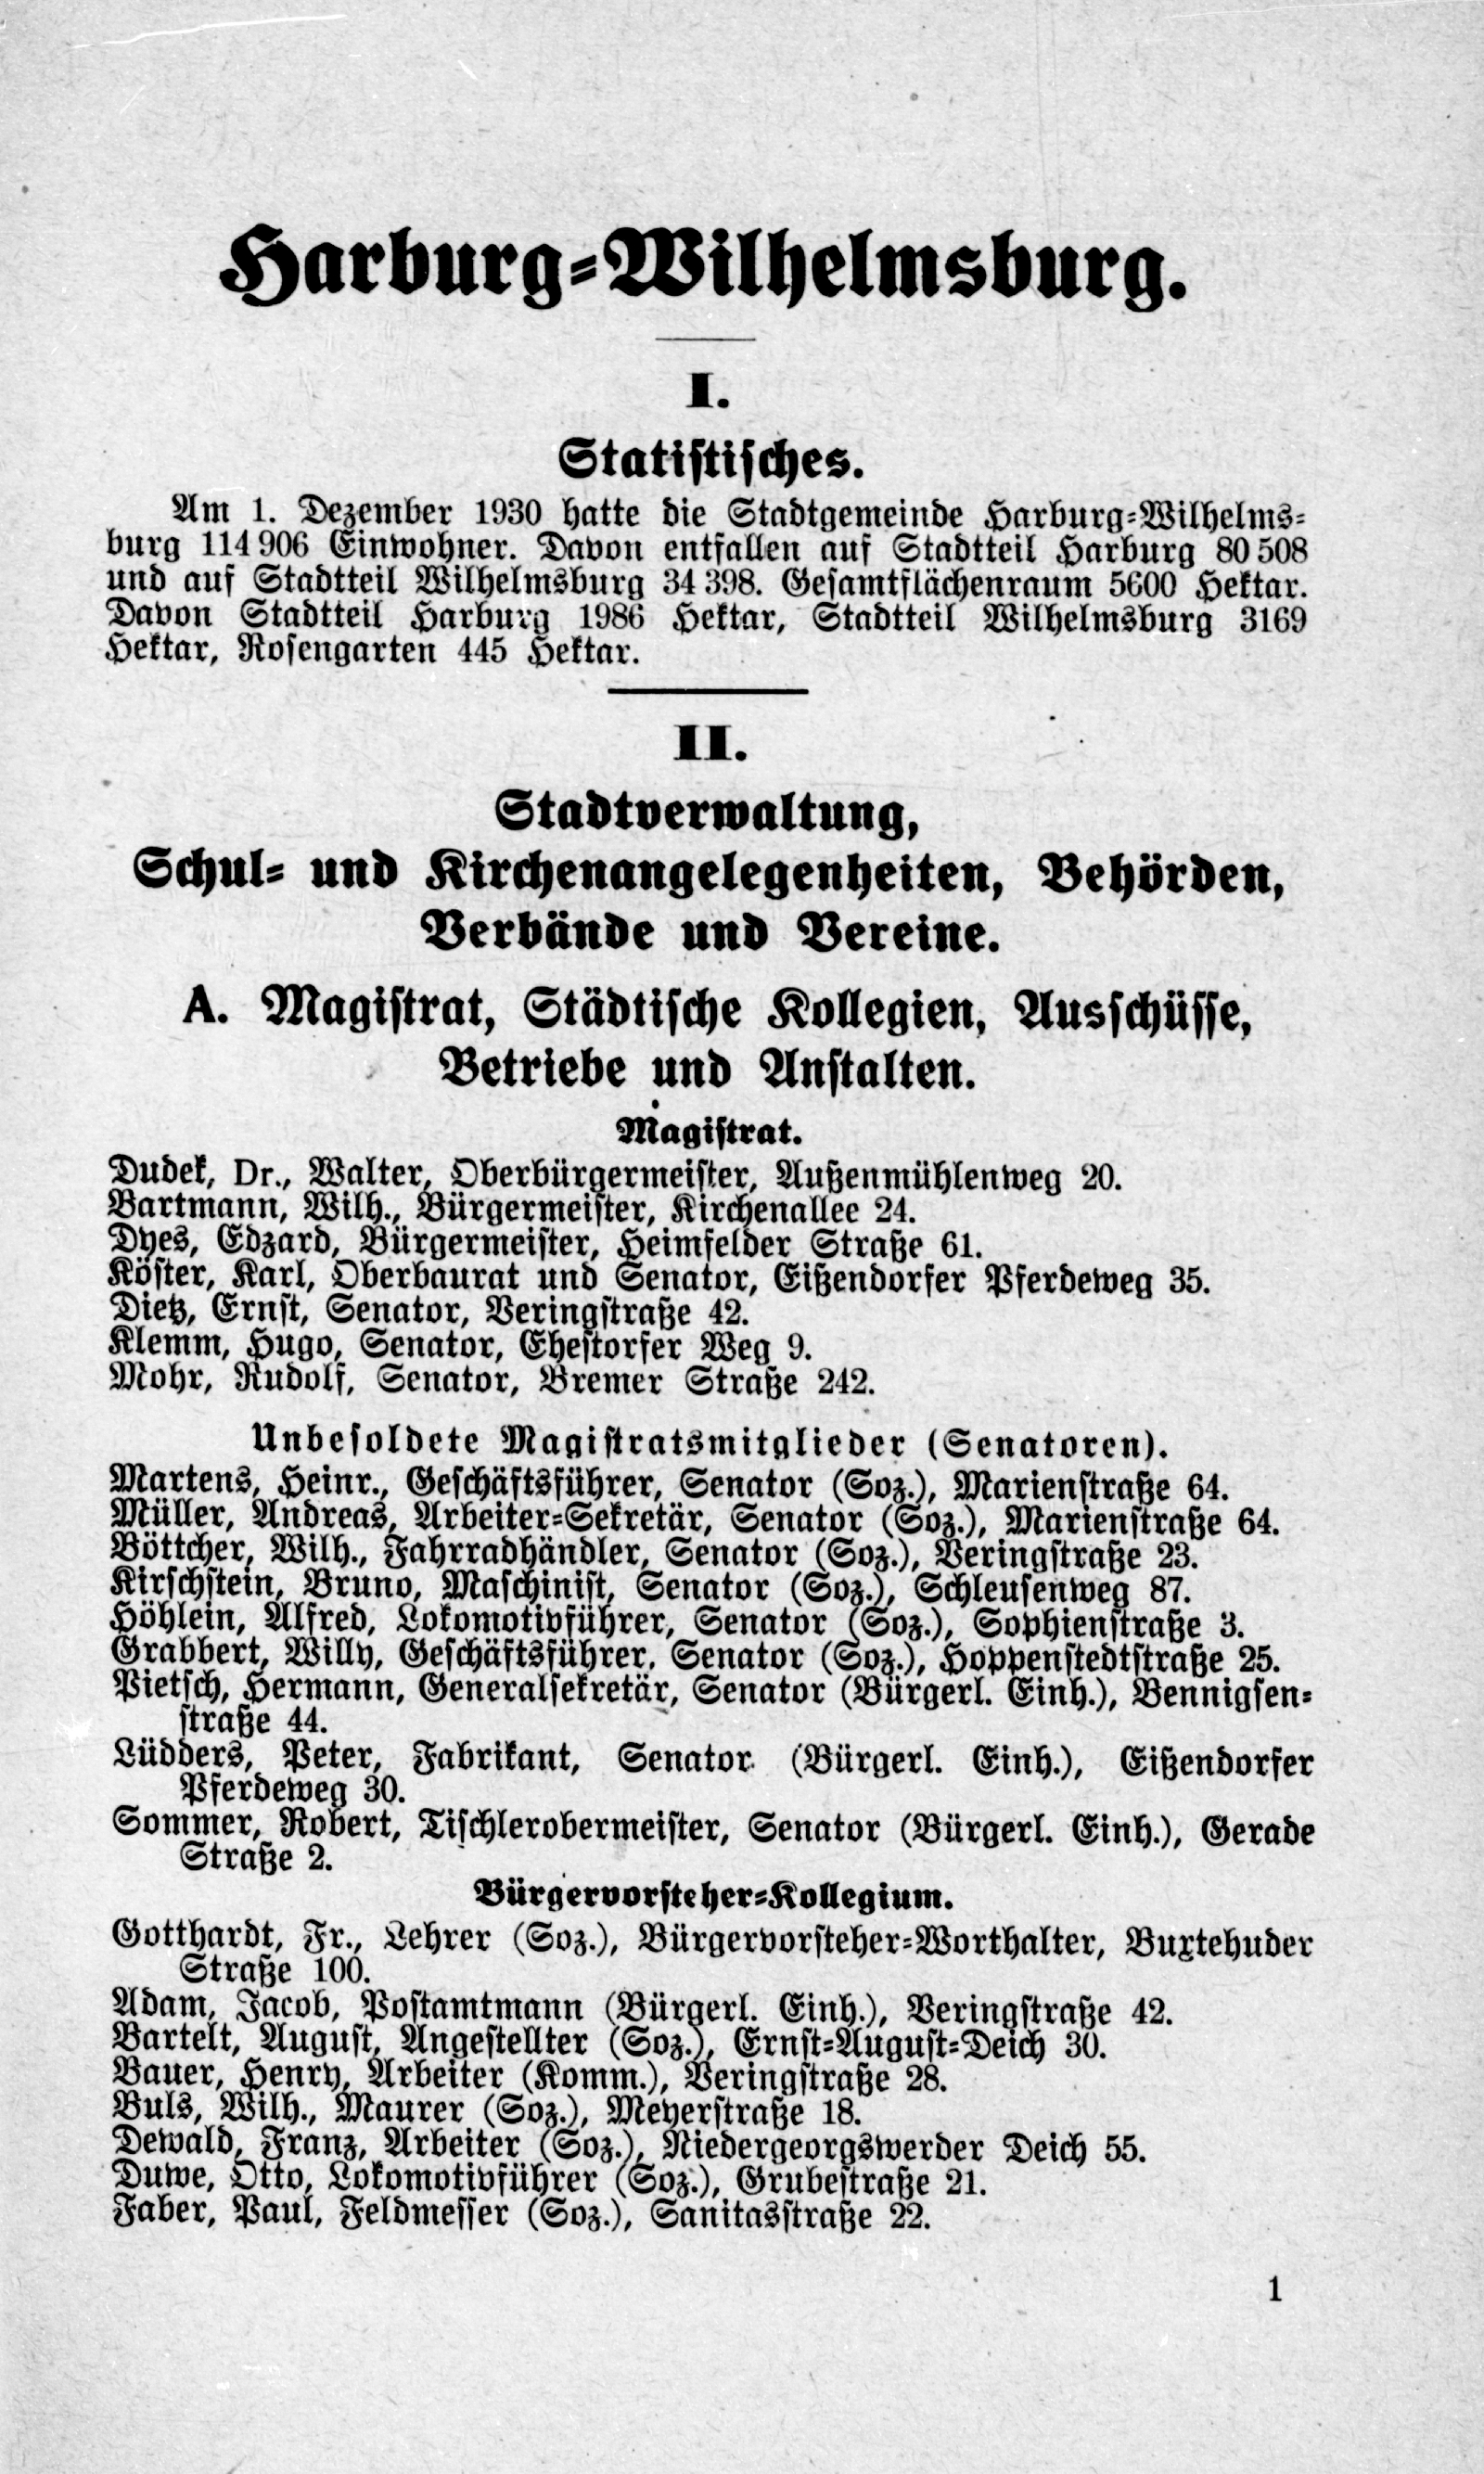 Harburg-Wilhelmsburg.
I.
Statistisches.
Am 1. Dezember 1930 hatte die Stadtgemeinde Harburg-Wilhelms-
burg 114 906 Einwohner. Davon entfallen auf Stadtteil Harburg 80 508
und auf Stadtteil Wilhelmsburg 34 398. Gesamtflächenraum 5600 Hektar.
Davon Stadtteil Harburg 1986 Hektar, Stadtteil Wilhelmsburg 3169
Hektar, Rosengarten 445 Hektar.
II.
Stadtverwaltung,
Schul- und Kirchenangelegenheiten, Behörden,
Verbände und Vereine.
A. Magistrat, Städtische Kollegien, Ausschüsse,
Betriebe und Anstalten.
Magistrat.
Dudek, Dr., Walter, Oberbürgermeister, Außenmühlenweg 20.
Bartmann, Wilh., Bürgermeister, Kirchenallee 24.
Dyes, Edzard, Bürgermeister, Heimfelder Straße 61.
Köster, Karl, Oberbaurat und Senator, Eißendorfer Pferdeweg 35.
Dietz, Ernst, Senator, Veringstraße 42.
Klemm, Hugo, Senator, Ehestorfer Weg 9.
Mohr, Rudolf, Senator, Bremer Straße 242.
Unbesoldete Magistratsmitglieder (Senatoren).
Martens, Heinr., Geschäftsführer, Senator (Soz.), Marienstraße 64.
Müller, Andreas, Arbeiter-Sekretär, Senator (Soz.), Marienstraße 64.
Böttcher, Wilh., Fahrradhändler, Senator (Soz.), Veringstraße 23.
Kirschstein, Bruno, Maschinist, Senator (Soz.), Schleusenweg 87.
Höhlein, Alfred, Lokomotivführer, Senator (Soz.), Sophienstraße 3.
Grabbert, Willy, Geschäftsführer, Senator (Soz.), Hoppenstedtstraße 25.
Pietsch, Hermann, Generalsekretär, Senator (Bürgerl. Einh.), Bennigsen-
straße 44.
Lüdders, Peter, Fabrikant, Senator (Bürgerl. Einh.), Eißendorfer
Pferdeweg 30.
Sommer, Robert, Tischlerobermeister, Senator (Bürgerl. Einh.), Gerade
Straße 2.
Bürgervorsteher-Kollegium.
Gotthardt, Fr., Lehrer (Soz.), Bürgervorsteher-Worthalter, Buxtehuder
Straße 100.
Adam, Jacob, Postamtmann (Bürgerl. Einh.), Veringstraße 42.
Bartelt, August, Angestellter (Soz.), Ernst-August-Deich 30.
Bauer, Henry, Arbeiter (Komm.), Veringstraße 28.
Buls, Wilh., Maurer (Soz.), Meyerstraße 18.
Dewald, Franz, Arbeiter (Soz.), Niedergeorgswerder Deich 55.
Duwe, Otto, Lokomotivführer (Soz.), Grubestraße 21.
Faber, Paul, Feldmesser (Soz.), Sanitasstraße 22.
1